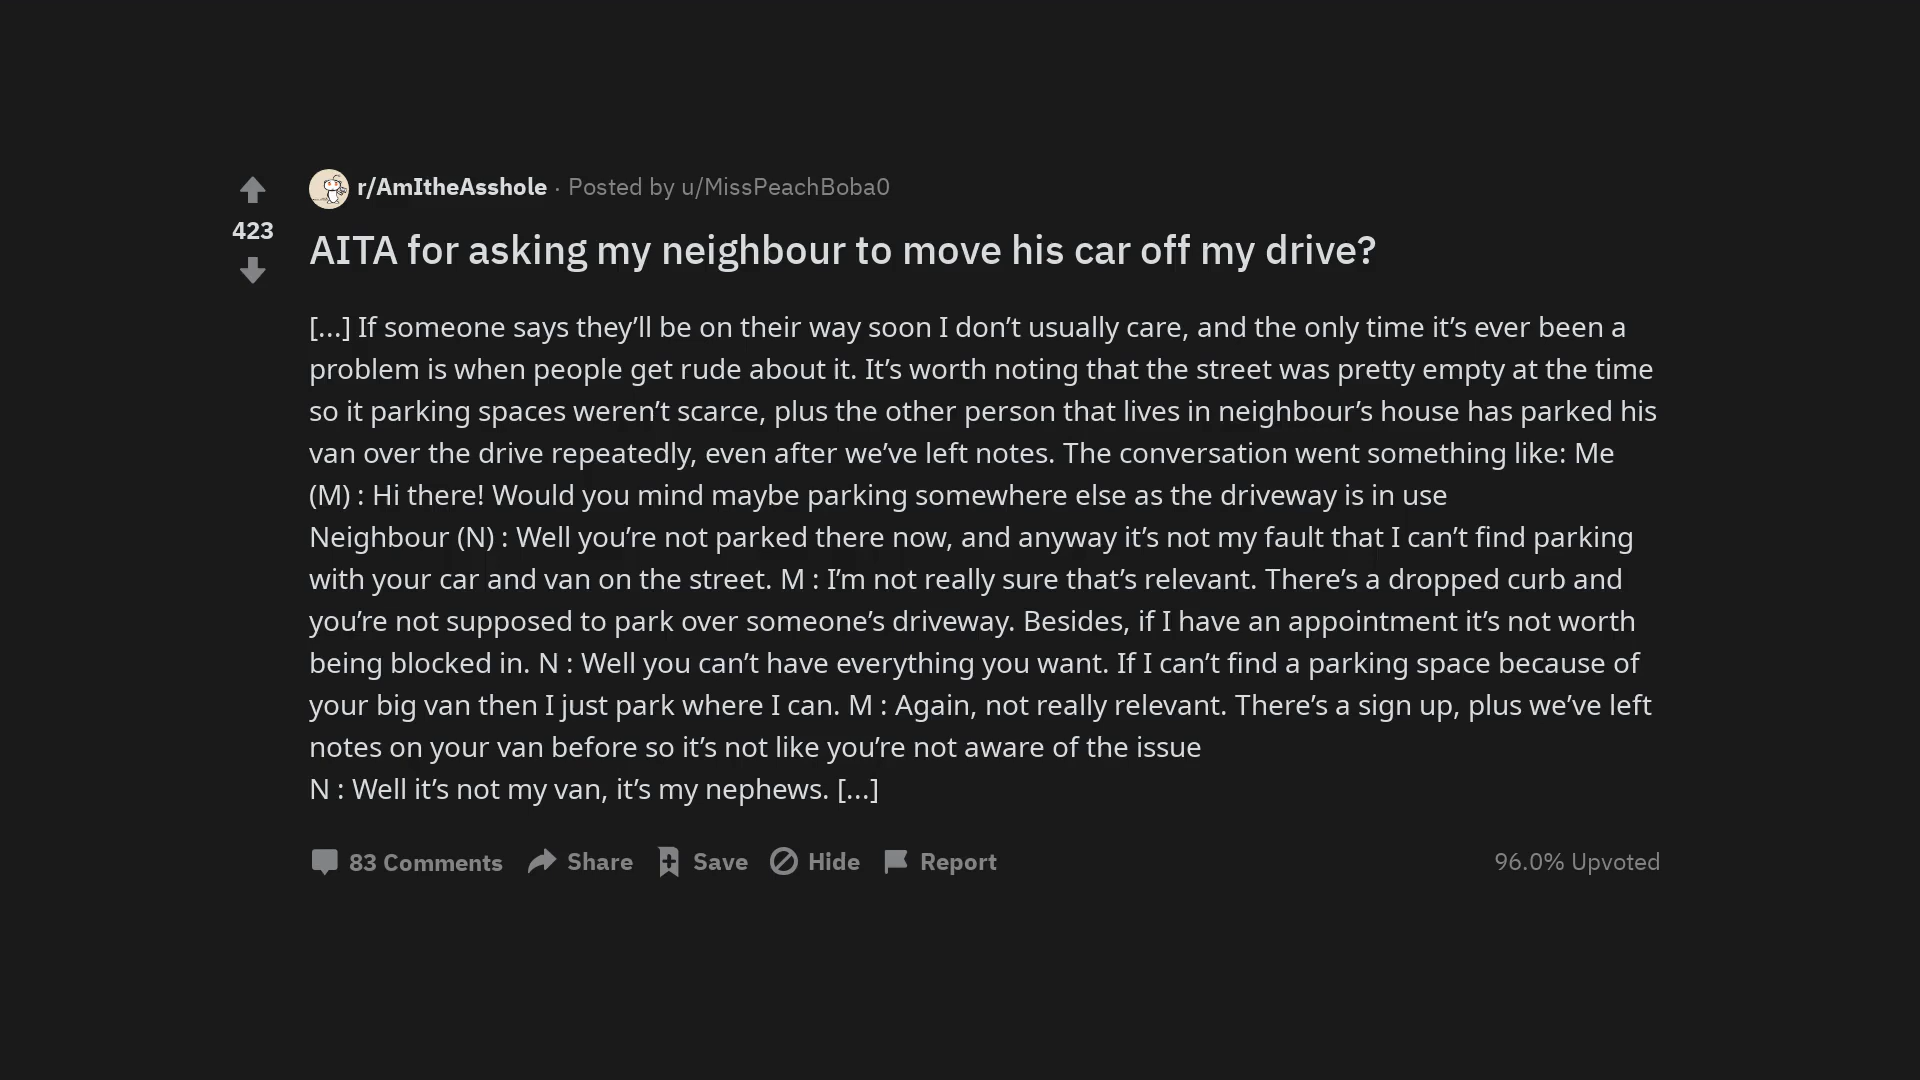 r/AmItheAsshole · Posted by u/MissPeachBoba0
423
AITA for asking my neighbour to move his car off my drive?
[...] If someone says they’ll be on their way soon I don’t usually care, and the only time it’s ever been a
problem is when people get rude about it. It’s worth noting that the street was pretty empty at the time
so it parking spaces weren’t scarce, plus the other person that lives in neighbour’s house has parked his
van over the drive repeatedly, even after we’ve left notes. The conversation went something like: Me
(M) : Hi there! Would you mind maybe parking somewhere else as the driveway is in use
Neighbour (N) : Well you’re not parked there now, and anyway it’s not my fault that I can’t find parking
with your car and van on the street. M : I’m not really sure that’s relevant. There’s a dropped curb and
you’re not supposed to park over someone’s driveway. Besides, if I have an appointment it’s not worth
being blocked in. N : Well you can’t have everything you want. If I can’t find a parking space because of
your big van then I just park where I can. M : Again, not really relevant. There’s a sign up, plus we’ve left
notes on your van before so it’s not like you’re not aware of the issue
N : Well it’s not my van, it’s my nephews. [...]
83 Comments Share Save Hide Report 96.0% Upvoted